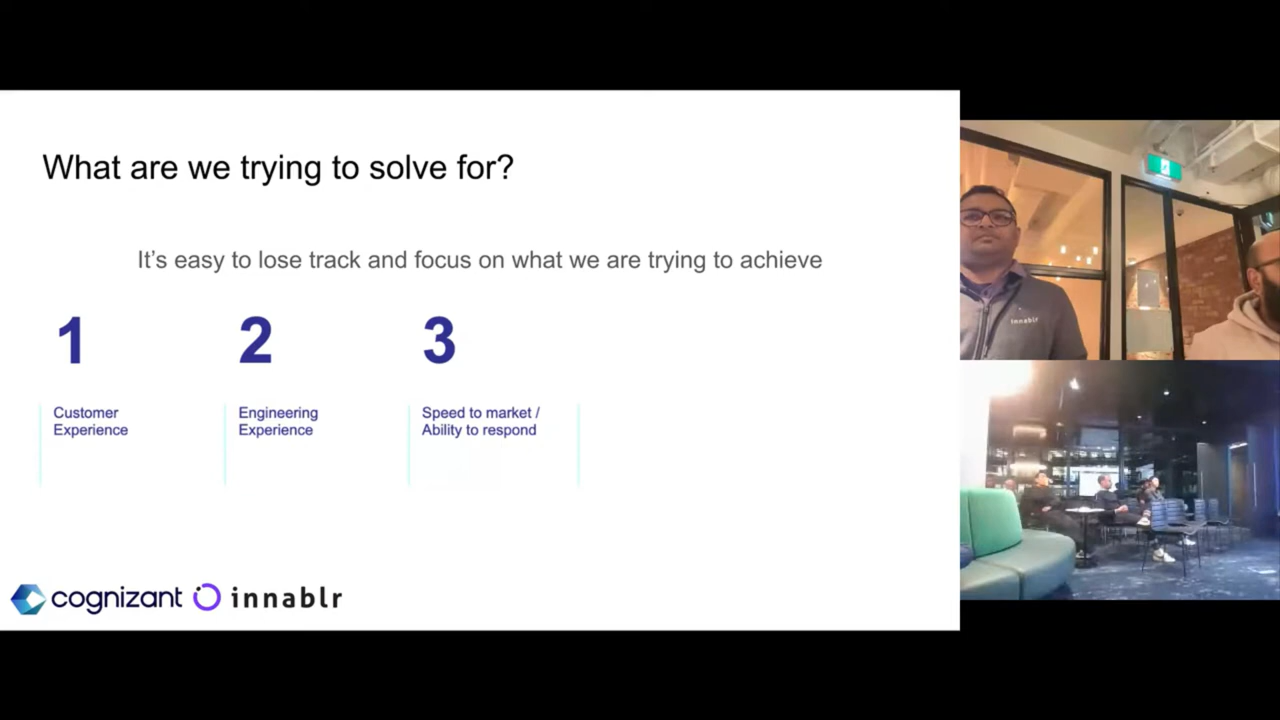 What are we trying to solve for?
It's easy to lose track and focus on what we are trying to achieve
1
2
3
Customer
Experience
Engineering
Experience
Speed to market /
Ability to respond
cognizant
innablr
innablr